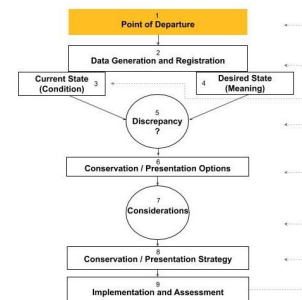 1
Point of Departure
2
Data Generation and Registration
Current State
(Condition)
3
4
Desired State
(Meaning)
5
Discrepancy
?
6
Conservation / Presentation Options
7
Considerations
8
Conservation / Presentation Strategy
9
Implementation and Assessment